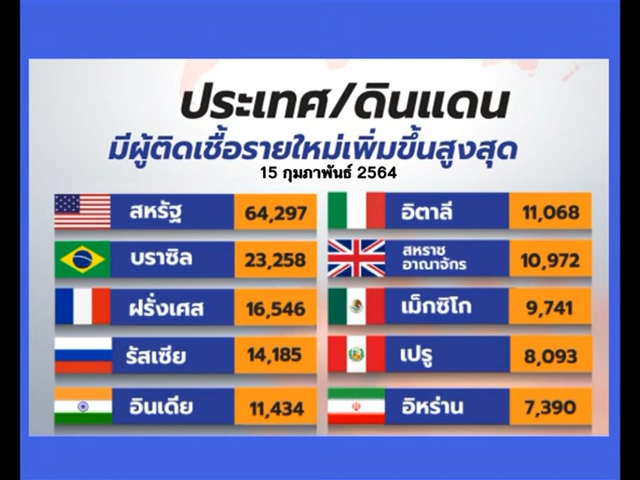 ประเทศ/ดินแดน
มีผู้ติดเชื้อรายใหม่เพิ่มขึ้นสูงสุด
15 กุมภาพันธ์ 2564
สหรัฐ 64,297
บราซิล 23,258
ฝรั่งเศส 16,546
รัสเซีย 14,185
อินเดีย 11,434
อิตาลี 11,068
สหราช
อาณาจักร 10,972
เม็กซิโก 9,741
เปรู 8,093
อิหร่าน 7,390